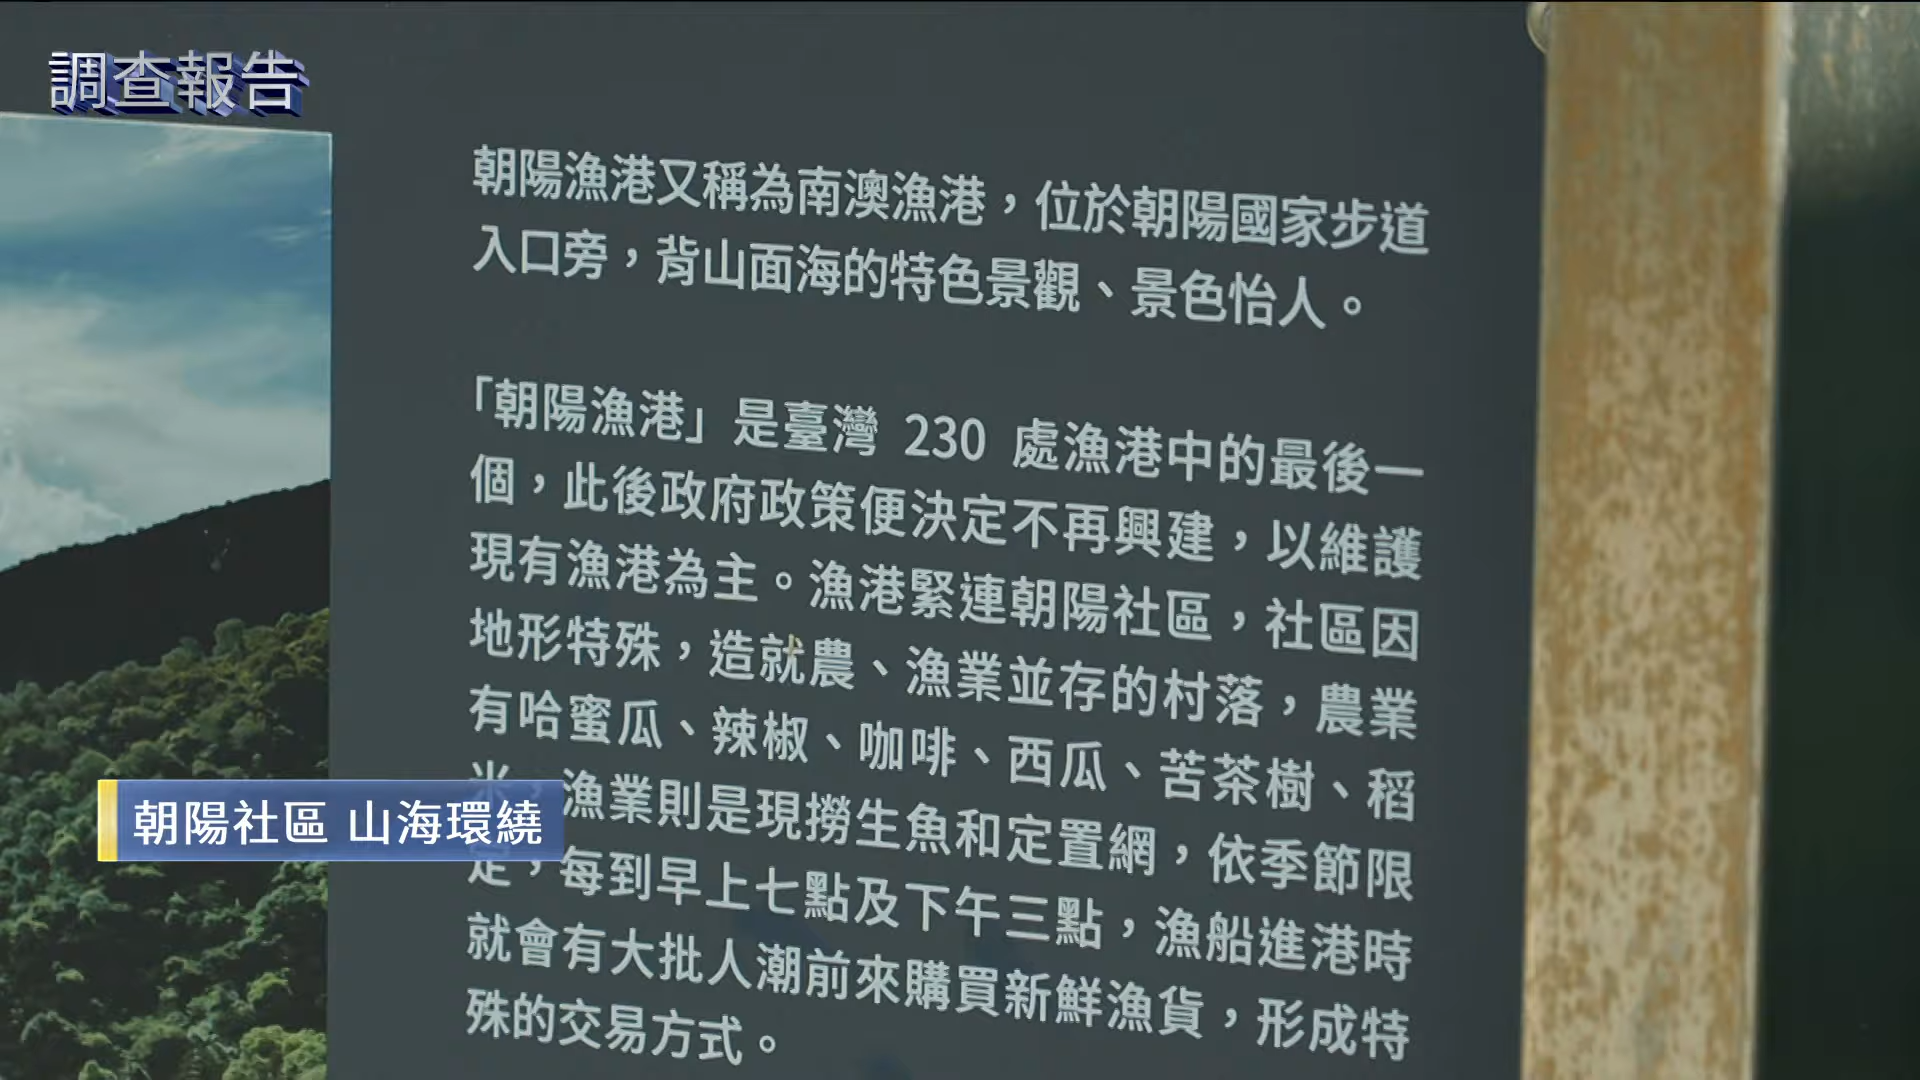 調查報告
朝陽漁港又稱為南澳漁港，位於朝陽國家步道
入口旁，背山面海的特色景觀、景色怡人。
「朝陽漁港」是臺灣 230 處漁港中的最後一
個，此後政府政策便決定不再興建，以維護
現有漁港為主。漁港緊連朝陽社區，社區因
地形特殊，造就農、漁業並存的村落，農業
有哈蜜瓜、辣椒、咖啡、西瓜、苦茶樹、稻
米，漁業則是現撈生魚和定置網，依季節限
定，每到早上七點及下午三點，漁船進港時
就會有大批人潮前來購買新鮮漁貨，形成特
殊的交易方式。
朝陽社區 山海環繞